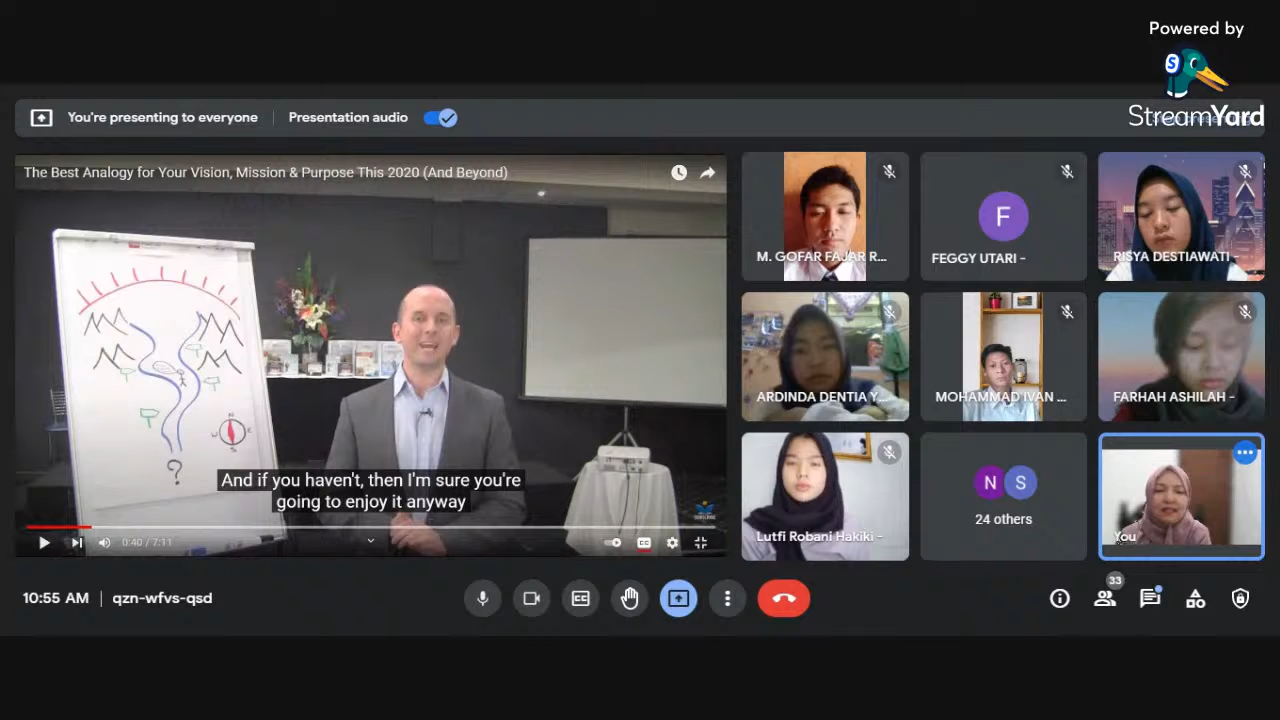 Powered by
S
StreamYard
You're presenting to everyone
Presentation audio
The Best Analogy for Your Vision, Mission & Purpose This 2020 (And Beyond)
N
W
E
S
?
And if you haven't, then I'm sure you're
going to enjoy it anyway
SUBSCRIBE
0:40 / 7:11
CC
M. GOFAR FAJAR R...
F
FEGGY UTARI -
RISYA DESTIAWATI -
ARDINDA DENTIA Y...
MOHAMMAD IVAN ...
FARHAH ASHILAH -
Lutfi Robani Hakiki -
N
S
24 others
You
10:55 AM
qzn-wfvs-qsd
CC
33